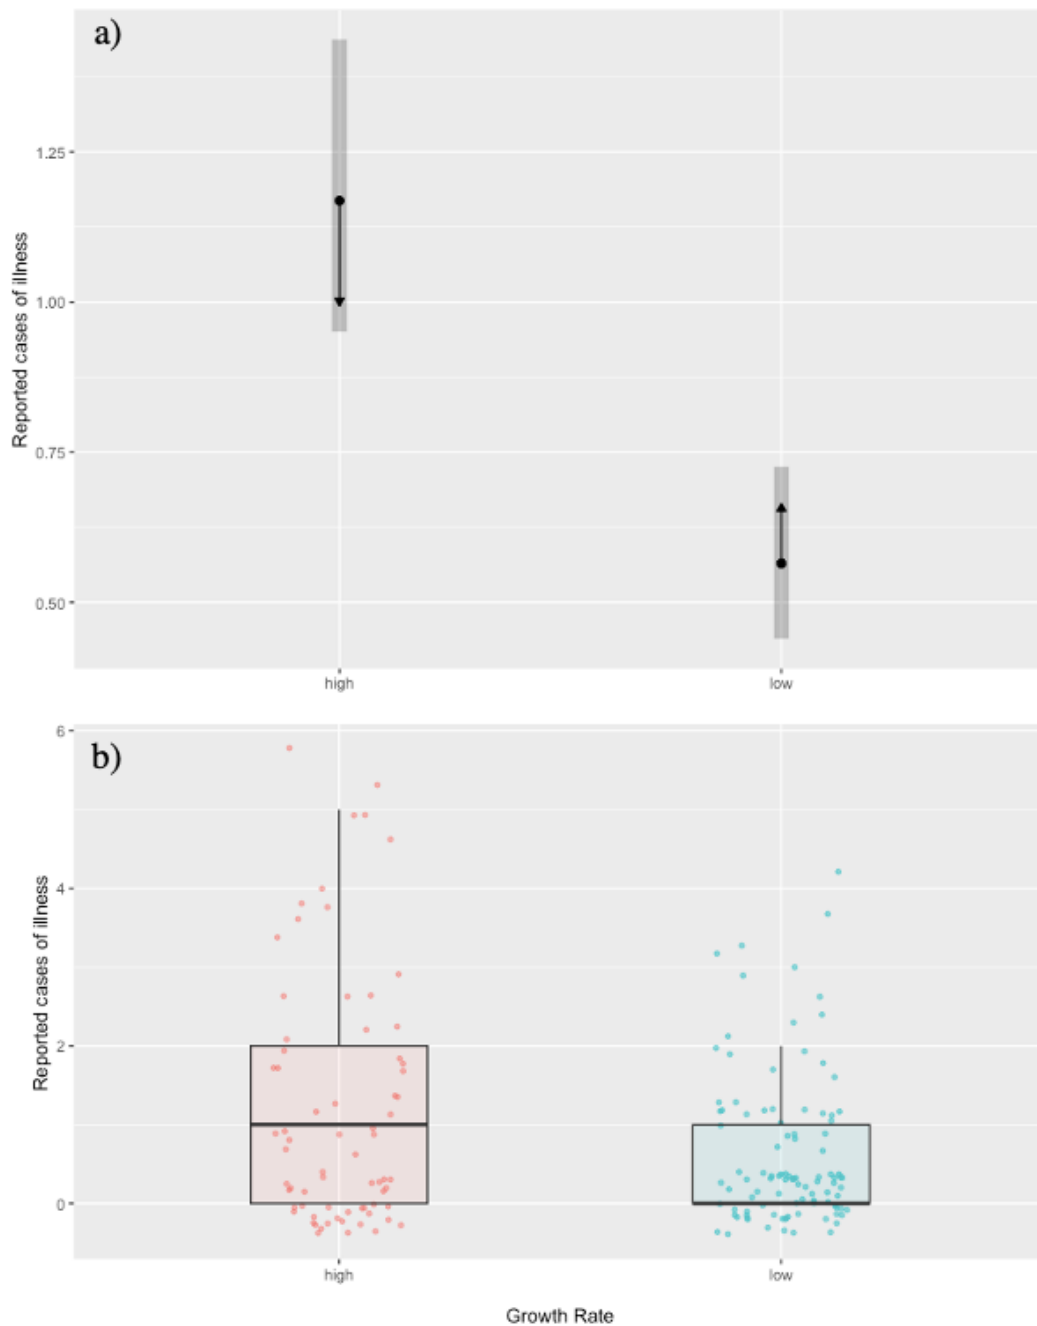 a)
Reported cases of illness
1.25
1.00
0.75
0.50
high low
b)
Reported cases of illness
6
4
2
0
high low
Growth Rate